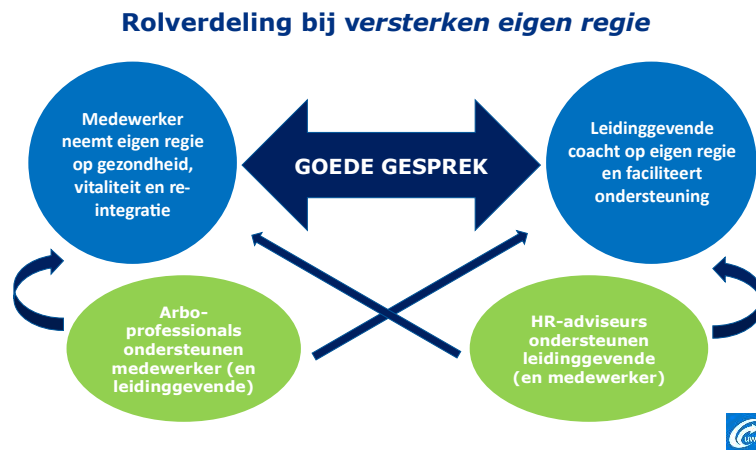 Rolverdeling bij versterken eigen regie
Medewerker
neemt eigen regie
op gezondheid,
vitaliteit en re-
integratie
GOEDE GESPREK
Leidinggevende
coacht op eigen regie
en faciliteert
ondersteuning
Arbo-
professionals
ondersteunen
medewerker (en
leidinggevende)
HR-adviseurs
ondersteunen
leidinggevende
(en medewerker)